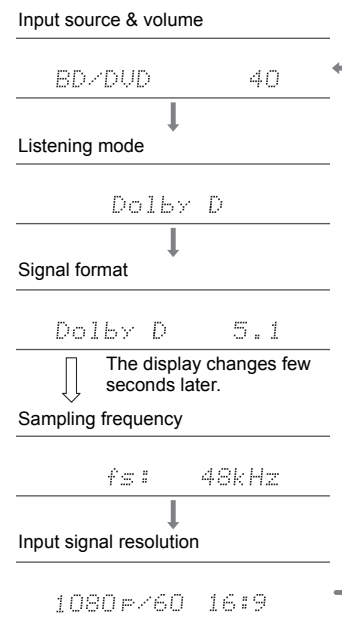 Input source & volume
BD/DVD 40
Listening mode
Dolby D
Signal format
Dolby D 5.1
The display changes few
seconds later.
Sampling frequency
fs: 48kHz
Input signal resolution
1080p/60 16:9